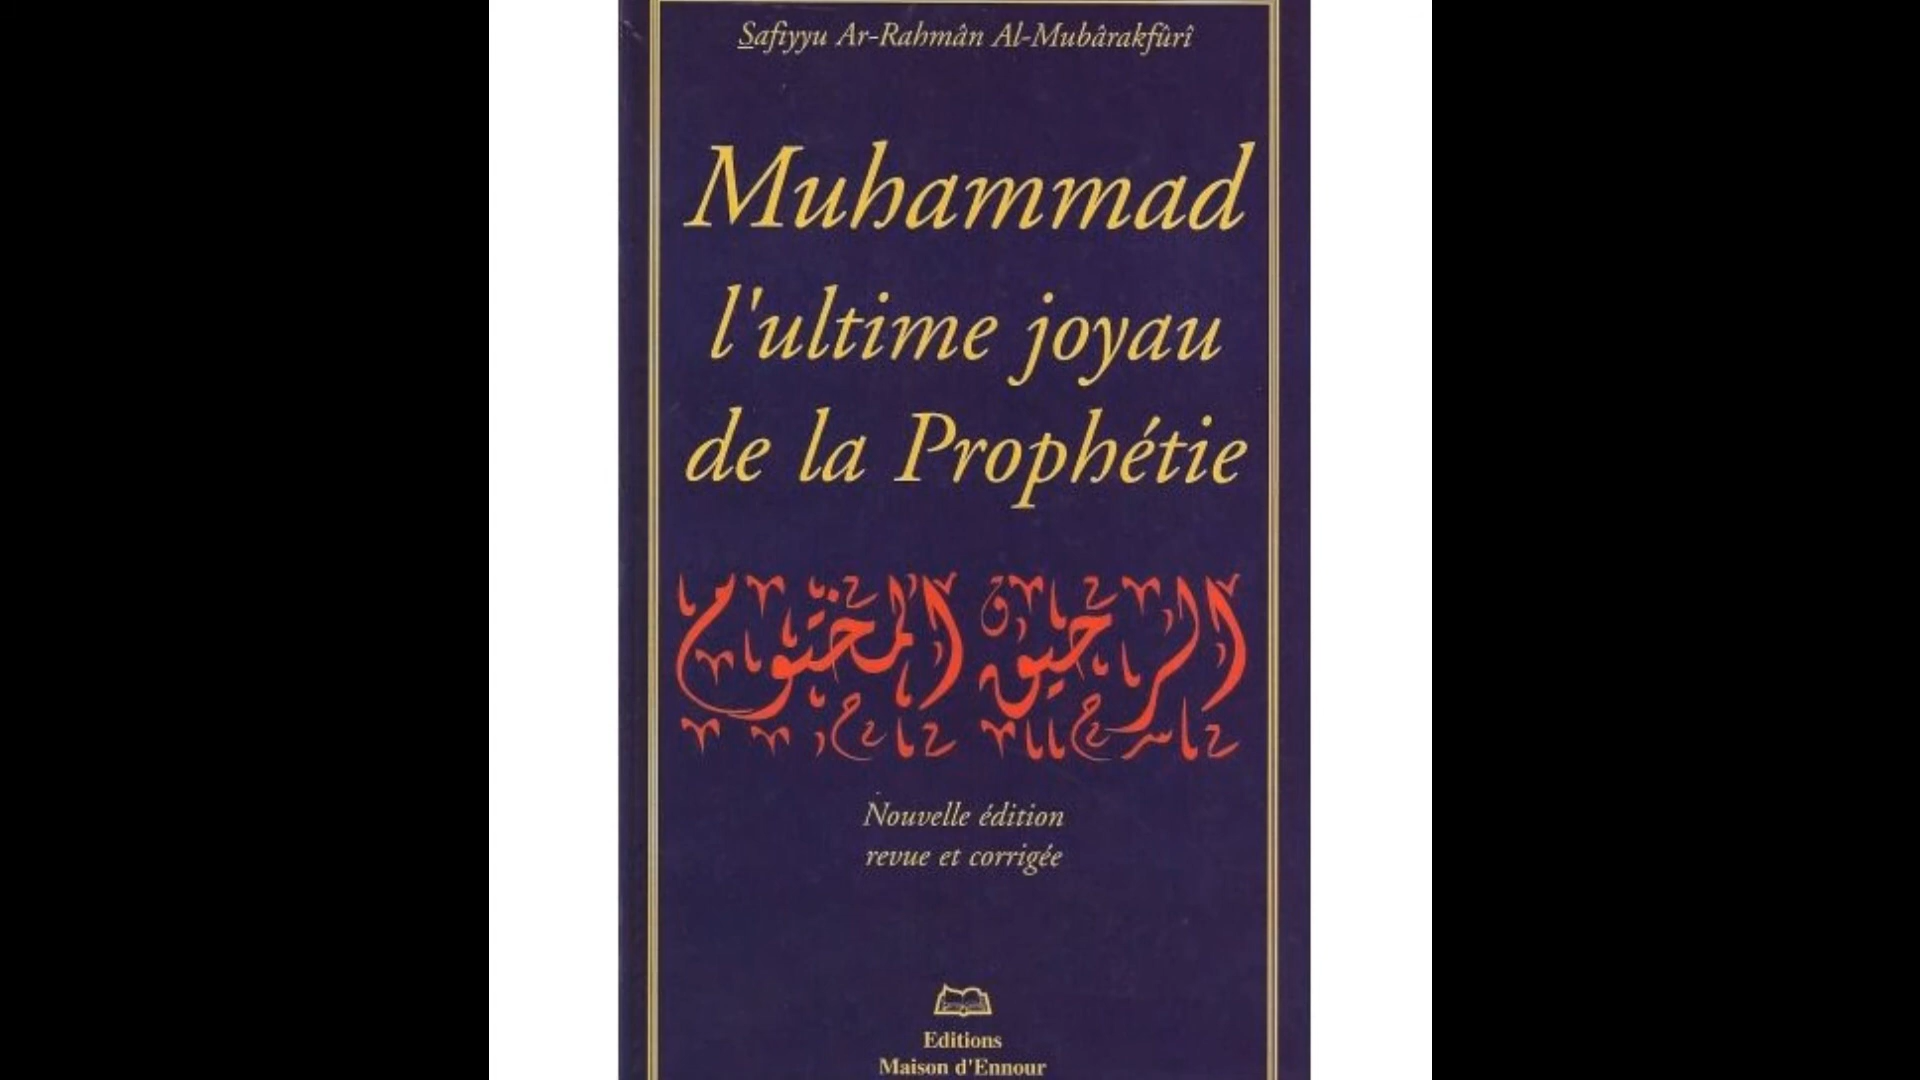 Safiyyu Ar-Rahmân Al-Mubârakfûrî
Muhammad
l'ultime joyau
de la Prophétie
الرحيق المختوم
Nouvelle édition
revue et corrigée
Editions
Maison d'Ennour